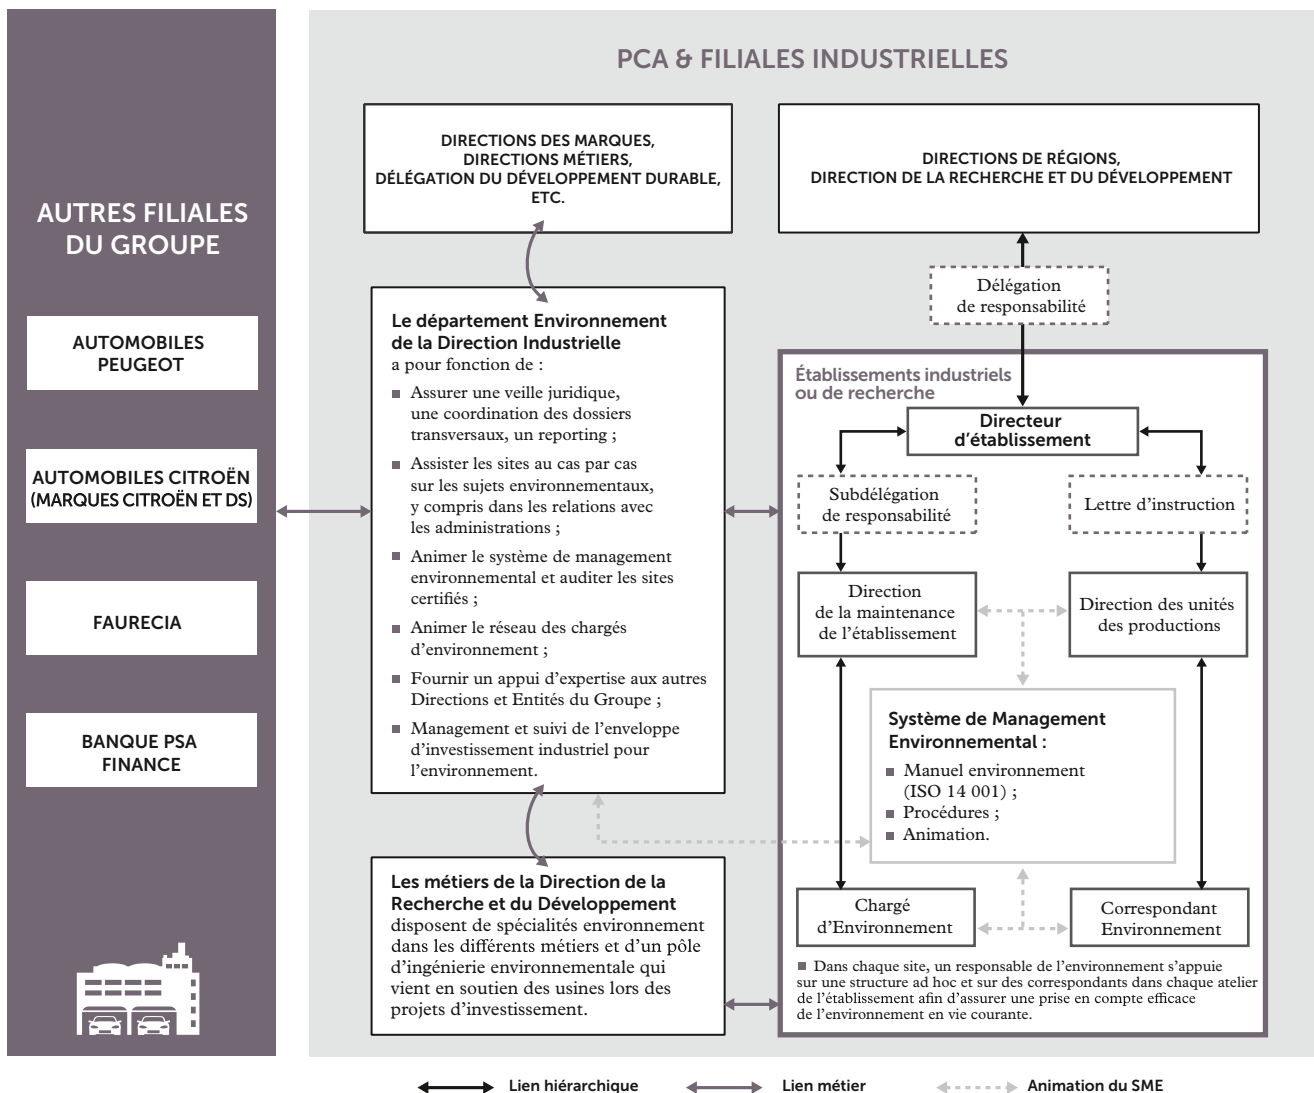 PCA & FILIALES INDUSTRIELLES
AUTRES FILIALES
DU GROUPE
AUTOMOBILES
PEUGEOT
AUTOMOBILES CITROËN
(MARQUES CITROËN ET DS)
FAURECIA
BANQUE PSA
FINANCE
DIRECTIONS DES MARQUES,
DIRECTIONS MÉTIERS,
DÉLÉGATION DU DÉVELOPPEMENT DURABLE,
ETC.
Le département Environnement
de la Direction Industrielle
a pour fonction de :
■ Assurer une veille juridique,
une coordination des dossiers
transversaux, un reporting ;
■ Assister les sites au cas par cas
sur les sujets environnementaux,
y compris dans les relations avec
les administrations ;
■ Animer le système de management
environnemental et auditer les sites
certifiés ;
■ Animer le réseau des chargés
d'environnement ;
■ Fournir un appui d'expertise aux autres
Directions et Entités du Groupe ;
■ Management et suivi de l'enveloppe
d'investissement industriel pour
l'environnement.
Les métiers de la Direction de la
Recherche et du Développement
disposent de spécialités environnement
dans les différents métiers et d'un pôle
d'ingénierie environnementale qui
vient en soutien des usines lors des
projets d'investissement.
DIRECTIONS DE RÉGIONS,
DIRECTION DE LA RECHERCHE ET DU DÉVELOPPEMENT
Délégation
de responsabilité
Établissements industriels
ou de recherche
Directeur
d'établissement
Subdélégation
de responsabilité
Lettre d'instruction
Direction
de la maintenance
de l'établissement
Direction des unités
des productions
Système de Management
Environnemental :
■ Manuel environnement
(ISO 14 001) ;
■ Procédures ;
■ Animation.
Chargé
d'Environnement
Correspondant
Environnement
■ Dans chaque site, un responsable de l'environnement s'appuie
sur une structure ad hoc et sur des correspondants dans chaque atelier
de l'établissement afin d'assurer une prise en compte efficace
de l'environnement en vie courante.
Lien hiérarchique
Lien métier
Animation du SME